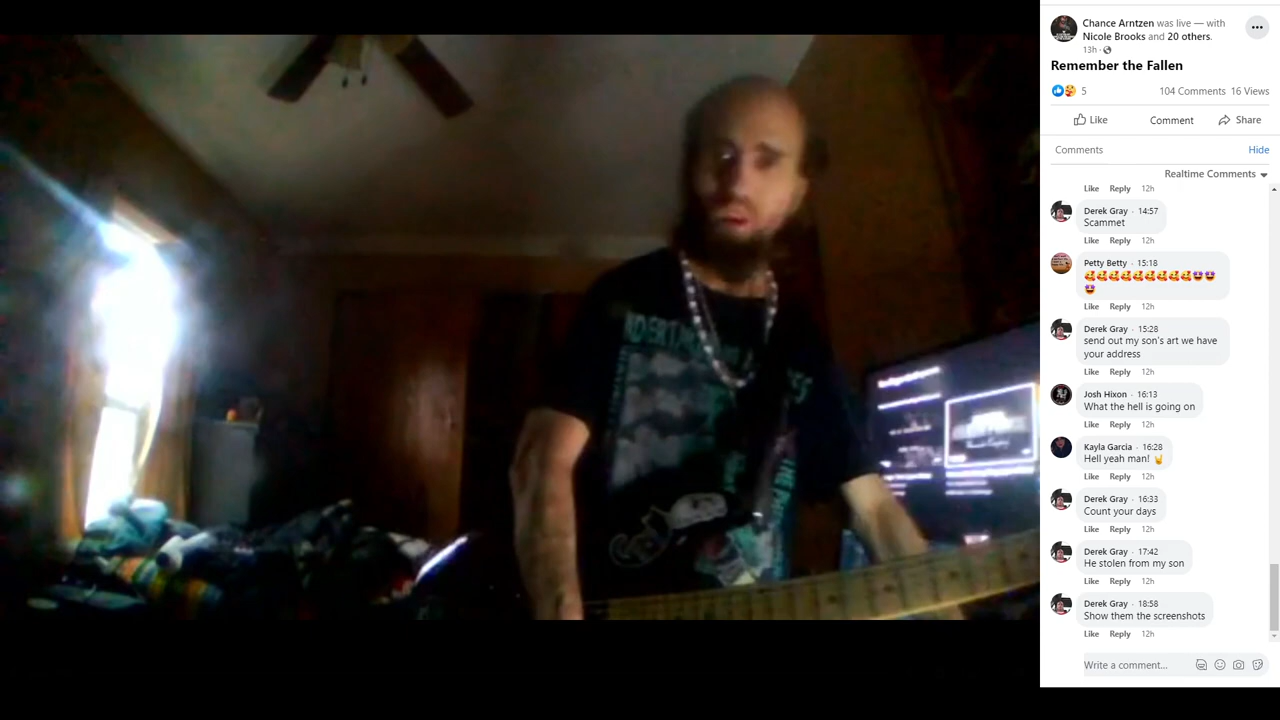 Chance Arntzen was live — with
Nicole Brooks and 20 others.
13h ·
Remember the Fallen
5
104 Comments 16 Views
Like Comment Share
Comments Hide
Realtime Comments
Like Reply 12h
Derek Gray · 14:57
Scammet
Like Reply 12h
Petty Betty · 15:18
🥰🥰🥰🥰🥰🥰🥰🥰🥰🤩🤩
🤩
Like Reply 12h
Derek Gray · 15:28
send out my son's art we have
your address
Like Reply 12h
Josh Hixon · 16:13
What the hell is going on
Like Reply 12h
Kayla Garcia · 16:28
Hell yeah man! 🤘
Like Reply 12h
Derek Gray · 16:33
Count your days
Like Reply 12h
Derek Gray · 17:42
He stolen from my son
Like Reply 12h
Derek Gray · 18:58
Show them the screenshots
Like Reply 12h
Write a comment...